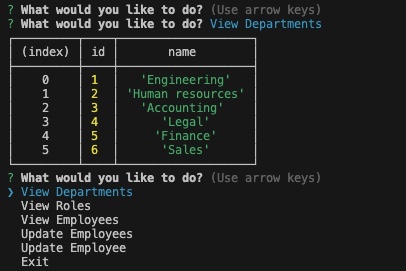 ? What would you like to do? (Use arrow keys)
? What would you like to do? View Departments
(index) id name
0 1 'Engineering'
1 2 'Human resources'
2 3 'Accounting'
3 4 'Legal'
4 5 'Finance'
5 6 'Sales'
? What would you like to do? (Use arrow keys)
❯ View Departments
View Roles
View Employees
Update Employees
Update Employee
Exit